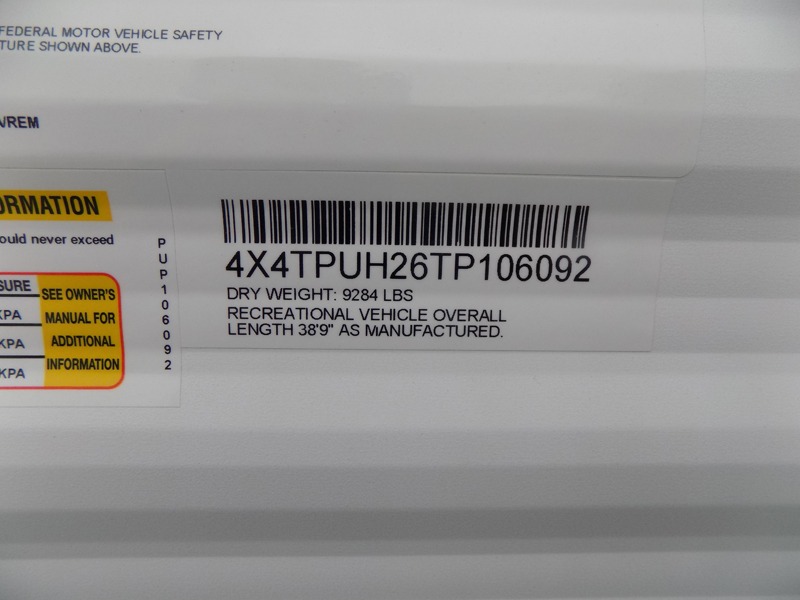 FEDERAL MOTOR VEHICLE SAFETY
TURE SHOWN ABOVE.
VREM
ORMATION
ould never exceed
SURE
KPA
KPA
KPA
SEE OWNER'S
MANUAL FOR
ADDITIONAL
INFORMATION
PUP106092
4X4TPUH26TP106092
DRY WEIGHT: 9284 LBS
RECREATIONAL VEHICLE OVERALL
LENGTH 38'9" AS MANUFACTURED.